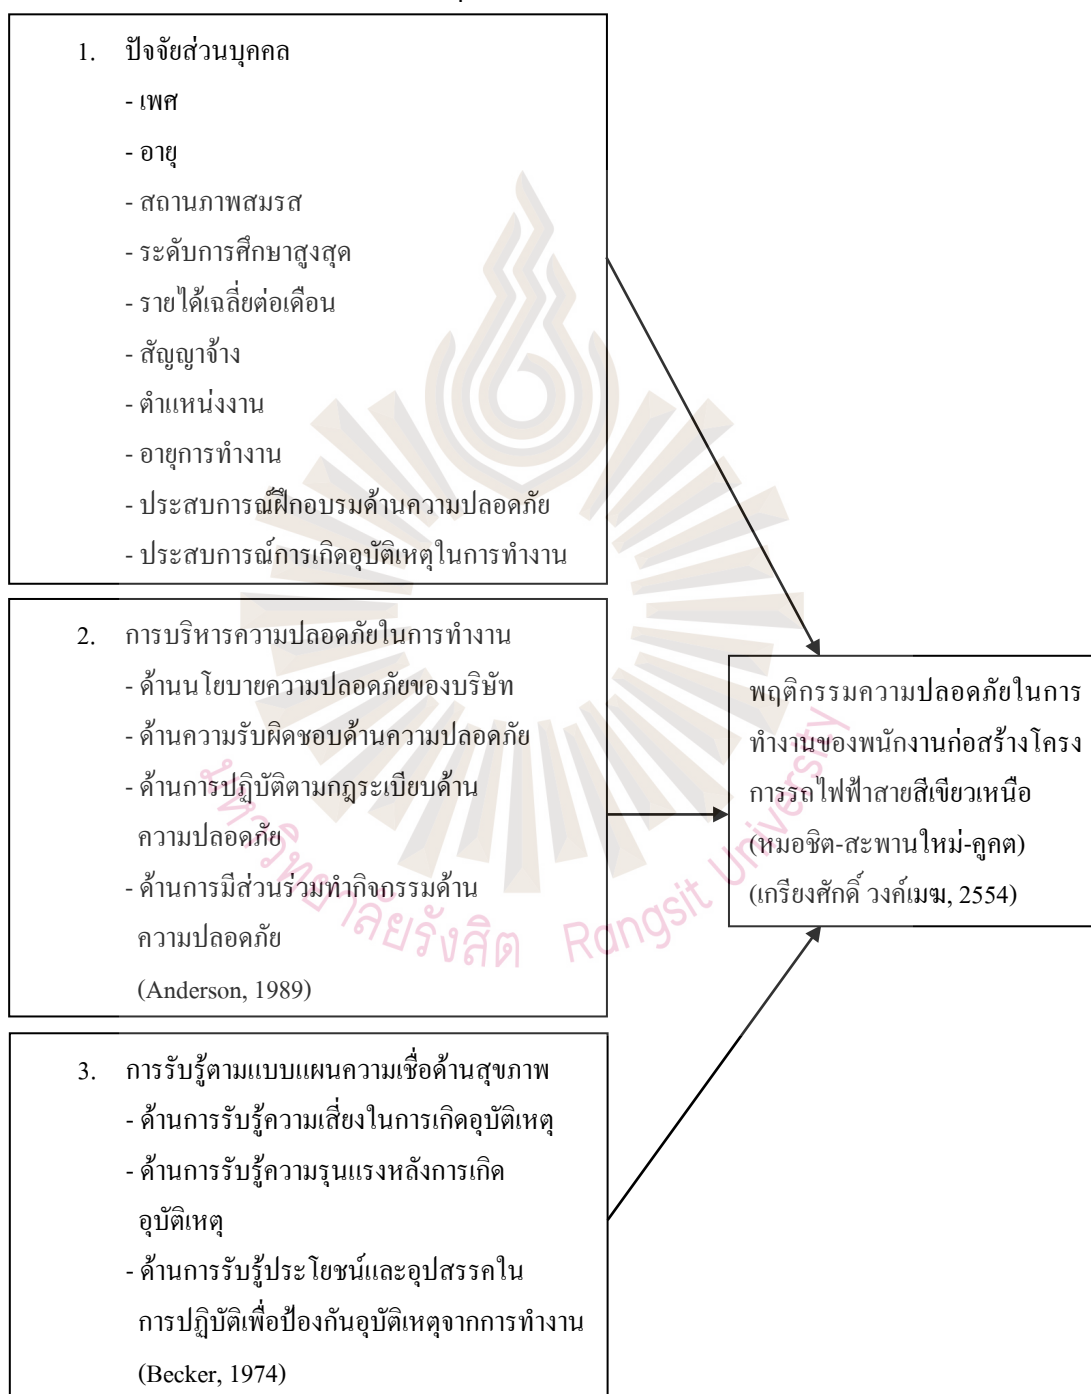 1. ปัจจัยส่วนบุคคล
- เพศ
- อายุ
- สถานภาพสมรส
- ระดับการศึกษาสูงสุด
- รายได้เฉลี่ยต่อเดือน
- สัญญาจ้าง
- ตำแหน่งงาน
- อายุการทำงาน
- ประสบการณ์ฝึกอบรมด้านความปลอดภัย
- ประสบการณ์การเกิดอุบัติเหตุในการทำงาน
2. การบริหารความปลอดภัยในการทำงาน
- ด้านนโยบายความปลอดภัยของบริษัท
- ด้านความรับผิดชอบด้านความปลอดภัย
- ด้านการปฏิบัติตามกฎระเบียบด้าน
ความปลอดภัย
- ด้านการมีส่วนร่วมทำกิจกรรมด้าน
ความปลอดภัย
(Anderson, 1989)
3. การรับรู้ตามแบบแผนความเชื่อด้านสุขภาพ
- ด้านการรับรู้ความเสี่ยงในการเกิดอุบัติเหตุ
- ด้านการรับรู้ความรุนแรงหลังการเกิด
อุบัติเหตุ
- ด้านการรับรู้ประโยชน์และอุปสรรคใน
การปฏิบัติเพื่อป้องกันอุบัติเหตุจากการทำงาน
(Becker, 1974)
พฤติกรรมความปลอดภัยในการ
ทำงานของพนักงานก่อสร้างโครง
การรถไฟฟ้าสายสีเขียวเหนือ
(หมอชิต-สะพานใหม่-คูคต)
(เกรียงศักดิ์ วงค์เมฆ, 2554)
มหาวิทยาลัยรังสิต Rangsit University